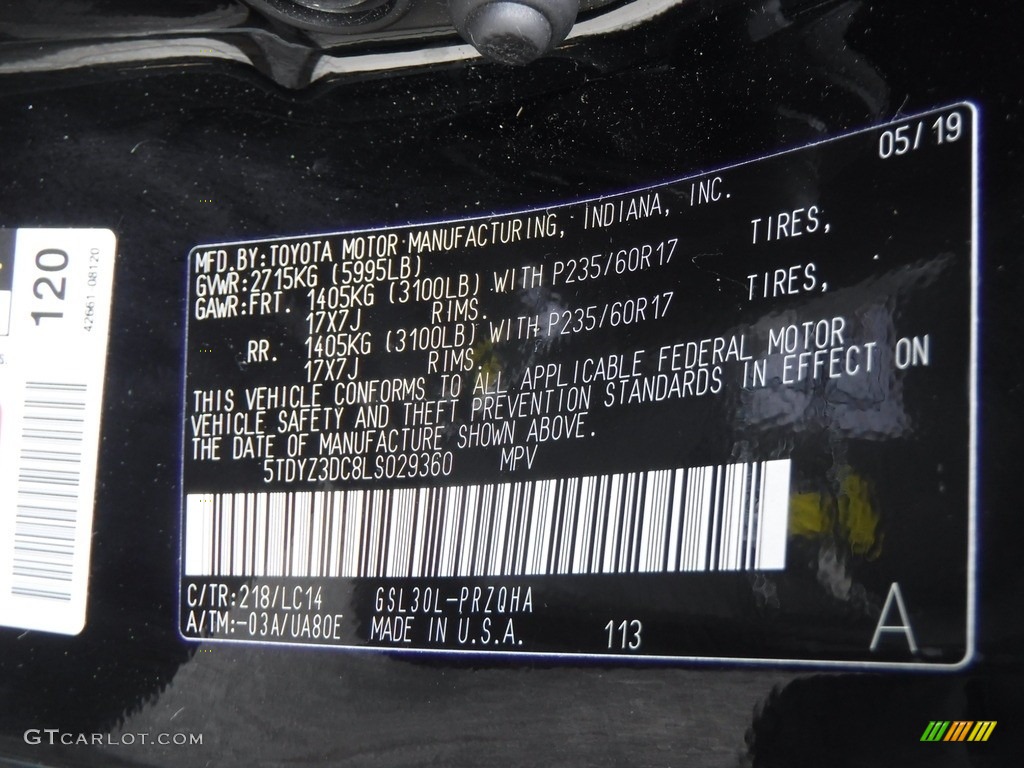 05/19
MFD.BY:TOYOTA MOTOR MANUFACTURING, INDIANA, INC.
GVWR:2715KG (5995LB)
GAWR:FRT. 1405KG (3100LB) WITH P235/60R17 TIRES,
17X7J RIMS.
RR. 1405KG (3100LB) WITH P235/60R17 TIRES,
17X7J RIMS.
THIS VEHICLE CONFORMS TO ALL APPLICABLE FEDERAL MOTOR
VEHICLE SAFETY AND THEFT PREVENTION STANDARDS IN EFFECT ON
THE DATE OF MANUFACTURE SHOWN ABOVE.
5TDYZ3DC8LS029360 MPV
C/TR:218/LC14 GSL30L-PRZQHA
A/TM:-03A/UA80E MADE IN U.S.A. 113 A
120
42661-08120
GTCARLOT.COM